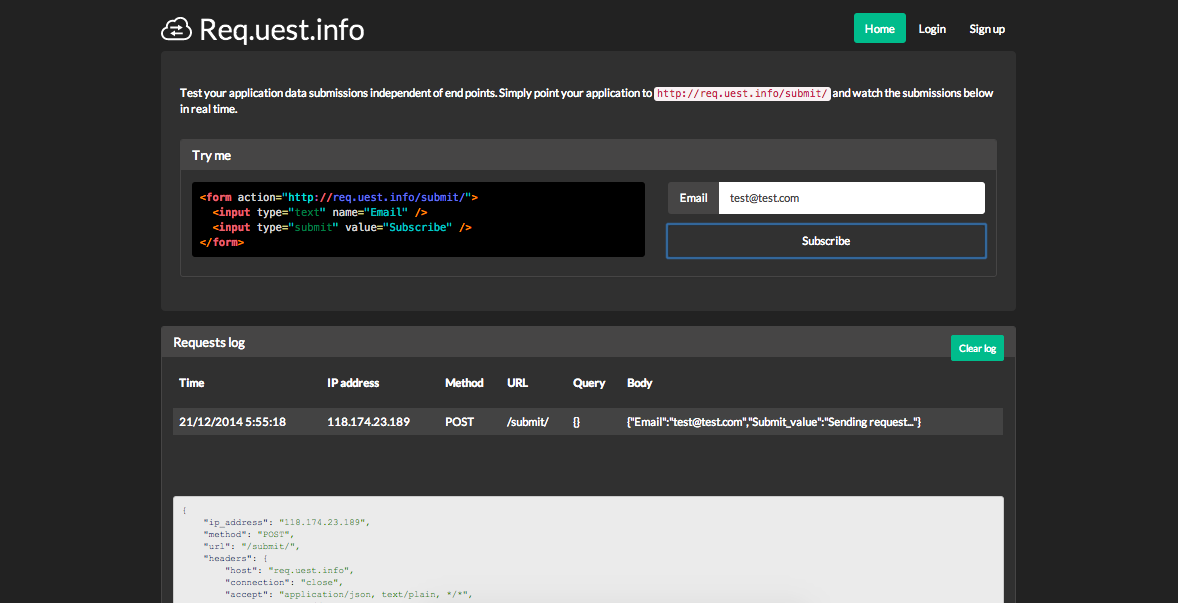 Req.uest.info
Home Login Sign up
Test your application data submissions independent of end points. Simply point your application to http://req.uest.info/submit/ and watch the submissions below
in real time.
Try me
<form action="http://req.uest.info/submit/">
<input type="text" name="Email" />
<input type="submit" value="Subscribe" />
</form>
Email test@test.com
Subscribe
Requests log
Clear log
Time IP address Method URL Query Body
21/12/2014 5:55:18 118.174.23.189 POST /submit/ {} {"Email":"test@test.com","Submit_value":"Sending request..."}
{
"ip_address": "118.174.23.189",
"method": "POST",
"url": "/submit/",
"headers": {
"host": "req.uest.info",
"connection": "close",
"accept": "application/json, text/plain, */*",